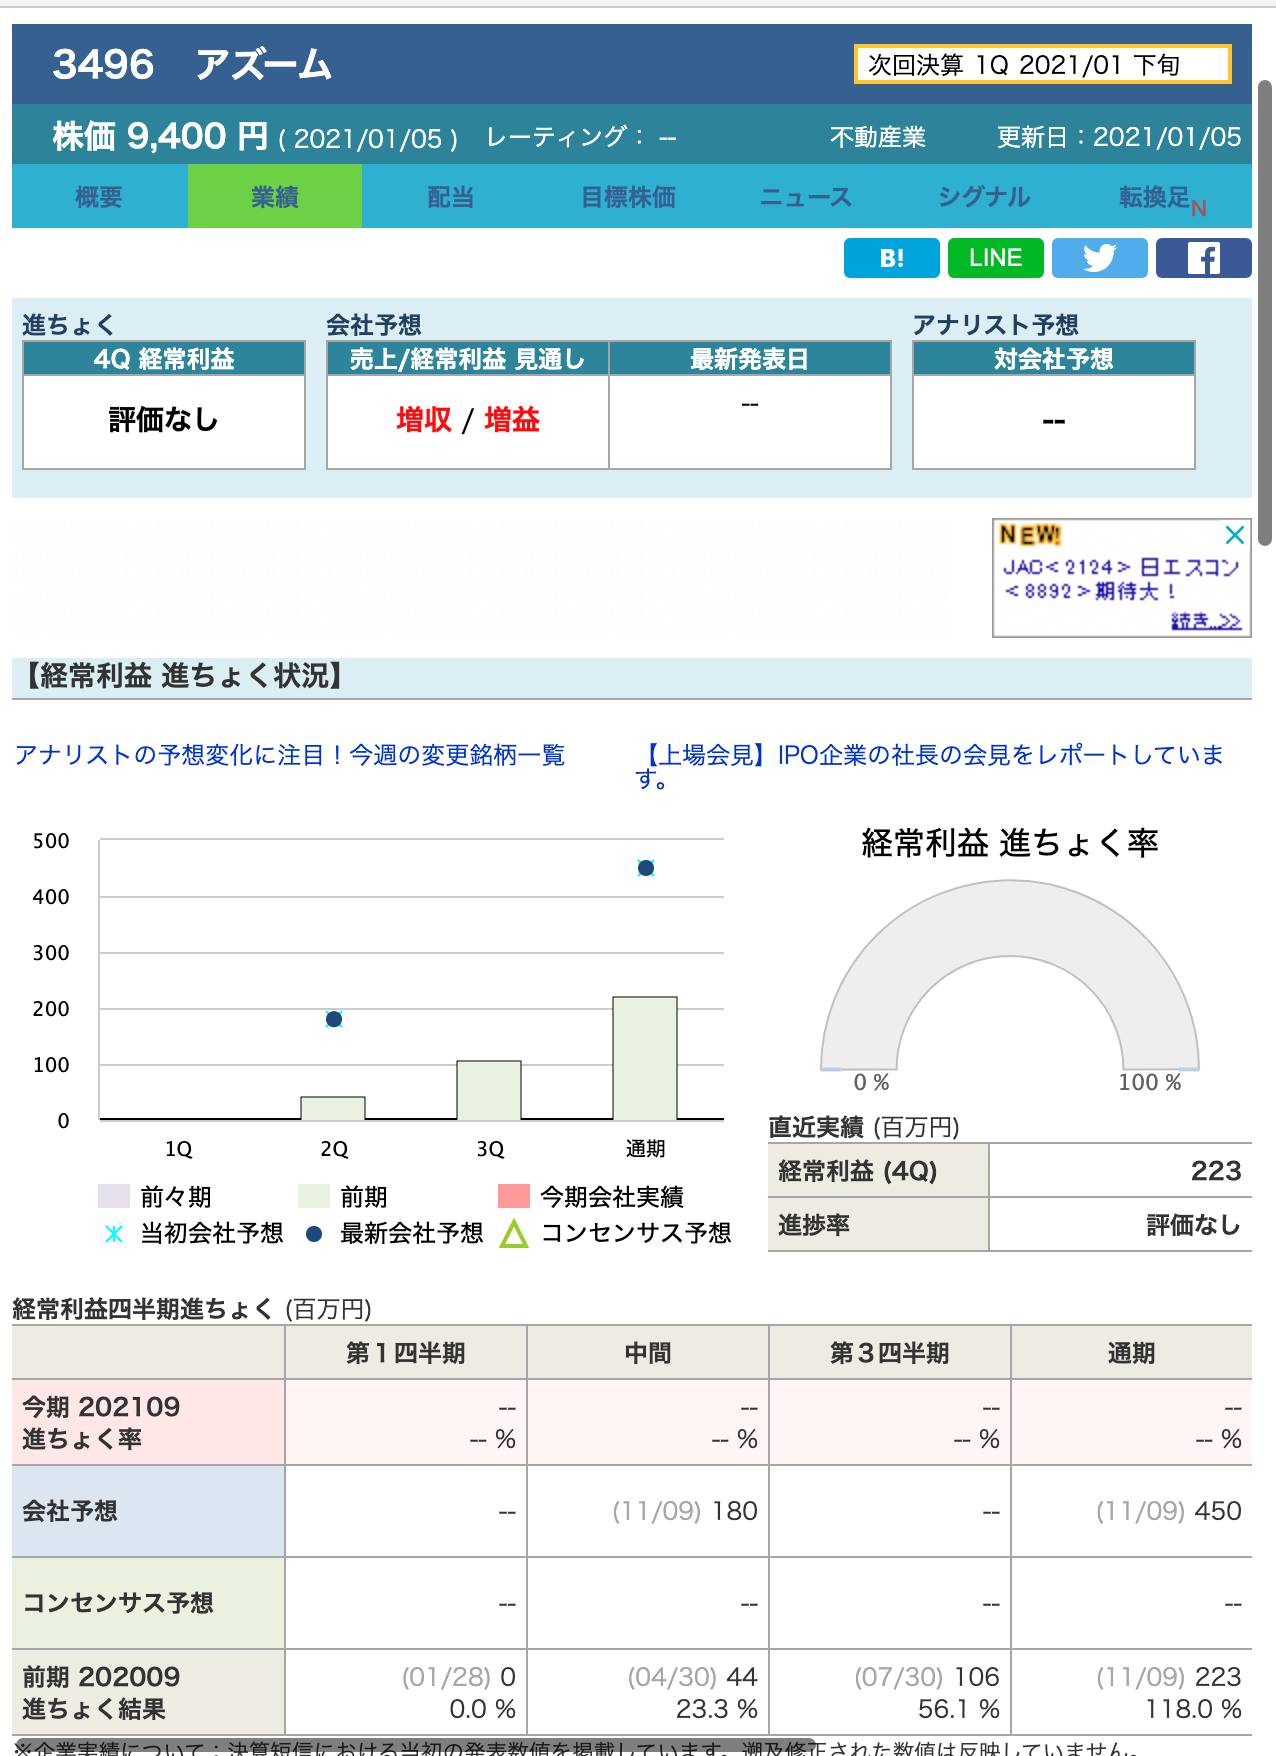 3496　アズーム
次回決算 1Q 2021/01 下旬
株価 9,400 円 ( 2021/01/05 ) レーティング： --
不動産業
更新日：2021/01/05
概要 業績 配当 目標株価 ニュース シグナル 転換足N
B! LINE
進ちょく
4Q 経常利益
評価なし
会社予想
売上/経常利益 見通し 最新発表日
増収 / 増益 --
アナリスト予想
対会社予想
--
NEW!
JAC<2124> 日エスコン
<8892>期待大！
続き..>>
【経常利益 進ちょく状況】
アナリストの予想変化に注目！今週の変更銘柄一覧
【上場会見】IPO企業の社長の会見をレポートしていま
す。
500
400
300
200
100
0
1Q 2Q 3Q 通期
前々期 前期 今期会社実績
当初会社予想 最新会社予想 コンセンサス予想
経常利益 進ちょく率
0 % 100 %
直近実績 (百万円)
経常利益 (4Q) 223
進捗率 評価なし
経常利益四半期進ちょく (百万円)
第１四半期 中間 第３四半期 通期
今期 202109 -- -- -- --
進ちょく率 -- % -- % -- % -- %
会社予想 -- (11/09) 180 -- (11/09) 450
コンセンサス予想 -- -- -- --
前期 202009 (01/28) 0 (04/30) 44 (07/30) 106 (11/09) 223
進ちょく結果 0.0 % 23.3 % 56.1 % 118.0 %
※企業実績について：決算短信における当初の発表数値を掲載しています。遡及修正された数値は反映していません。